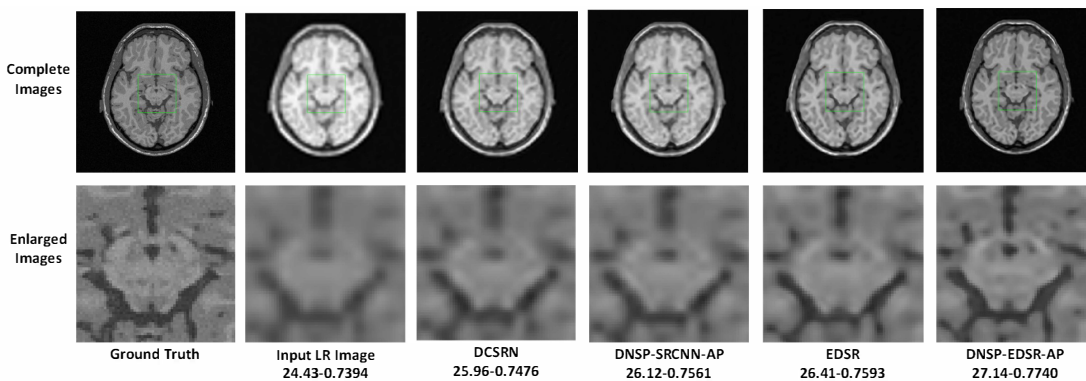 Complete
Images
Enlarged
Images
Ground Truth
Input LR Image
24.43-0.7394
DCSRN
25.96-0.7476
DNSP-SRCNN-AP
26.12-0.7561
EDSR
26.41-0.7593
DNSP-EDSR-AP
27.14-0.7740